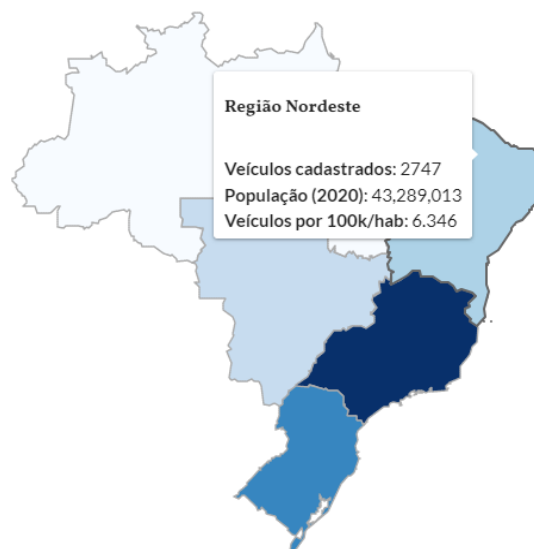 Região Nordeste
Veículos cadastrados: 2747
População (2020): 43,289,013
Veículos por 100k/hab: 6.346